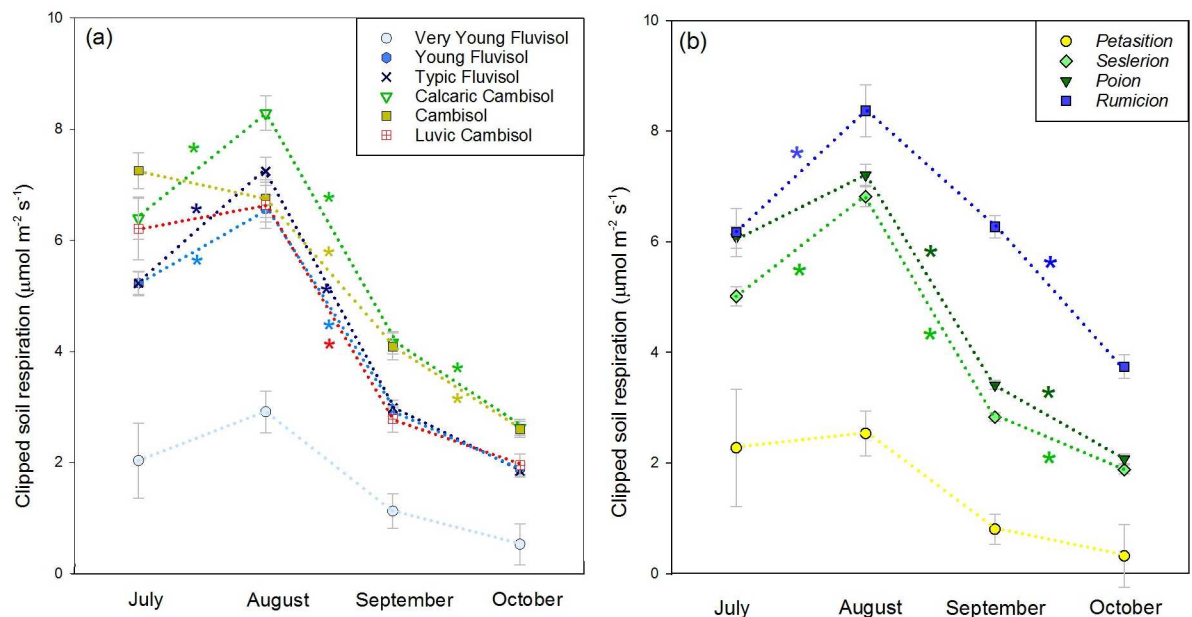 (a)
Clipped soil respiration (µmol m⁻² s⁻¹)
10
8
6
4
2
0
Very Young Fluvisol
Young Fluvisol
Typic Fluvisol
Calcaric Cambisol
Cambisol
Luvic Cambisol
* * * * * * * * * *
July August September October
(b)
Clipped soil respiration (µmol m⁻² s⁻¹)
10
8
6
4
2
0
Petasition
Seslerion
Poion
Rumicion
* * * * * * *
July August September October